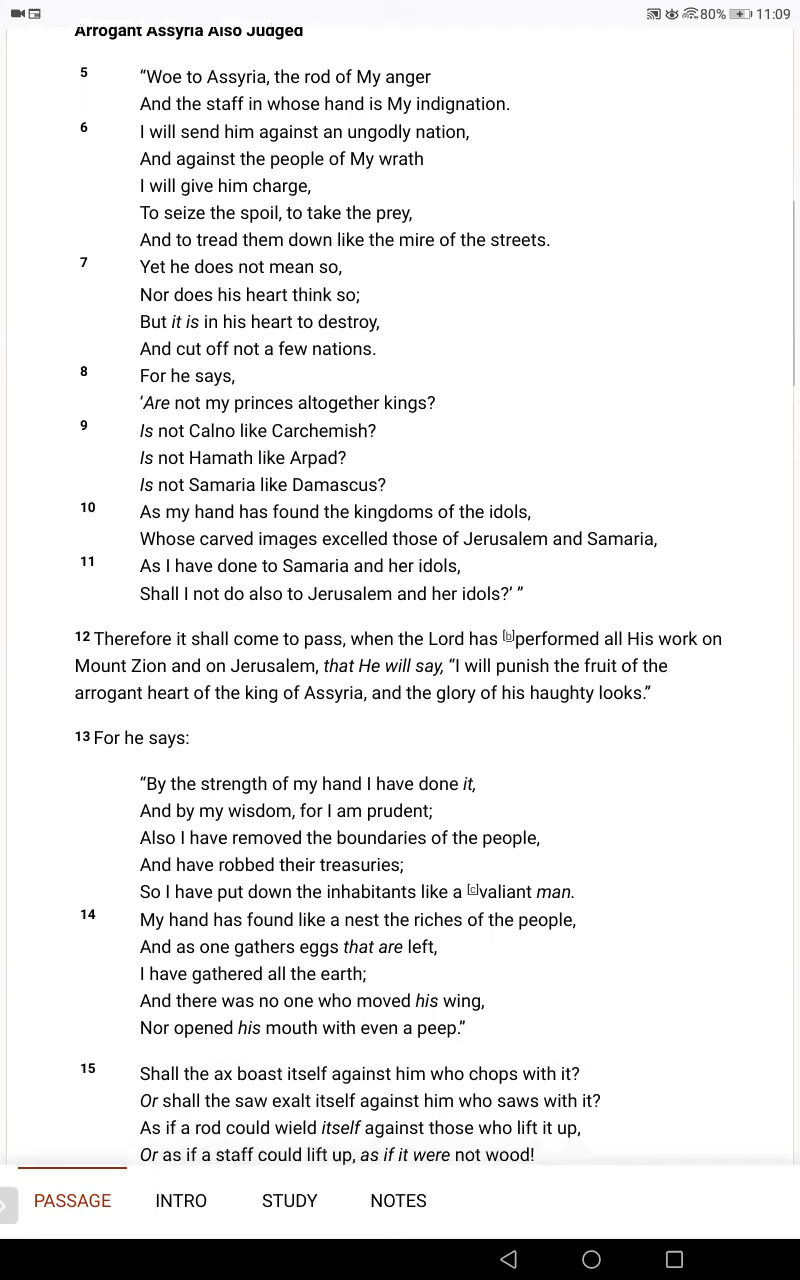 80% 11:09
Arrogant Assyria Also Judged
5 “Woe to Assyria, the rod of My anger
And the staff in whose hand is My indignation.
6 I will send him against an ungodly nation,
And against the people of My wrath
I will give him charge,
To seize the spoil, to take the prey,
And to tread them down like the mire of the streets.
7 Yet he does not mean so,
Nor does his heart think so;
But it is in his heart to destroy,
And cut off not a few nations.
8 For he says,
‘Are not my princes altogether kings?
9 Is not Calno like Carchemish?
Is not Hamath like Arpad?
Is not Samaria like Damascus?
10 As my hand has found the kingdoms of the idols,
Whose carved images excelled those of Jerusalem and Samaria,
11 As I have done to Samaria and her idols,
Shall I not do also to Jerusalem and her idols?’ ”
12 Therefore it shall come to pass, when the Lord has [b]performed all His work on
Mount Zion and on Jerusalem, that He will say, “I will punish the fruit of the
arrogant heart of the king of Assyria, and the glory of his haughty looks.”
13 For he says:
“By the strength of my hand I have done it,
And by my wisdom, for I am prudent;
Also I have removed the boundaries of the people,
And have robbed their treasuries;
So I have put down the inhabitants like a [c]valiant man.
14 My hand has found like a nest the riches of the people,
And as one gathers eggs that are left,
I have gathered all the earth;
And there was no one who moved his wing,
Nor opened his mouth with even a peep.”
15 Shall the ax boast itself against him who chops with it?
Or shall the saw exalt itself against him who saws with it?
As if a rod could wield itself against those who lift it up,
Or as if a staff could lift up, as if it were not wood!
PASSAGE INTRO STUDY NOTES